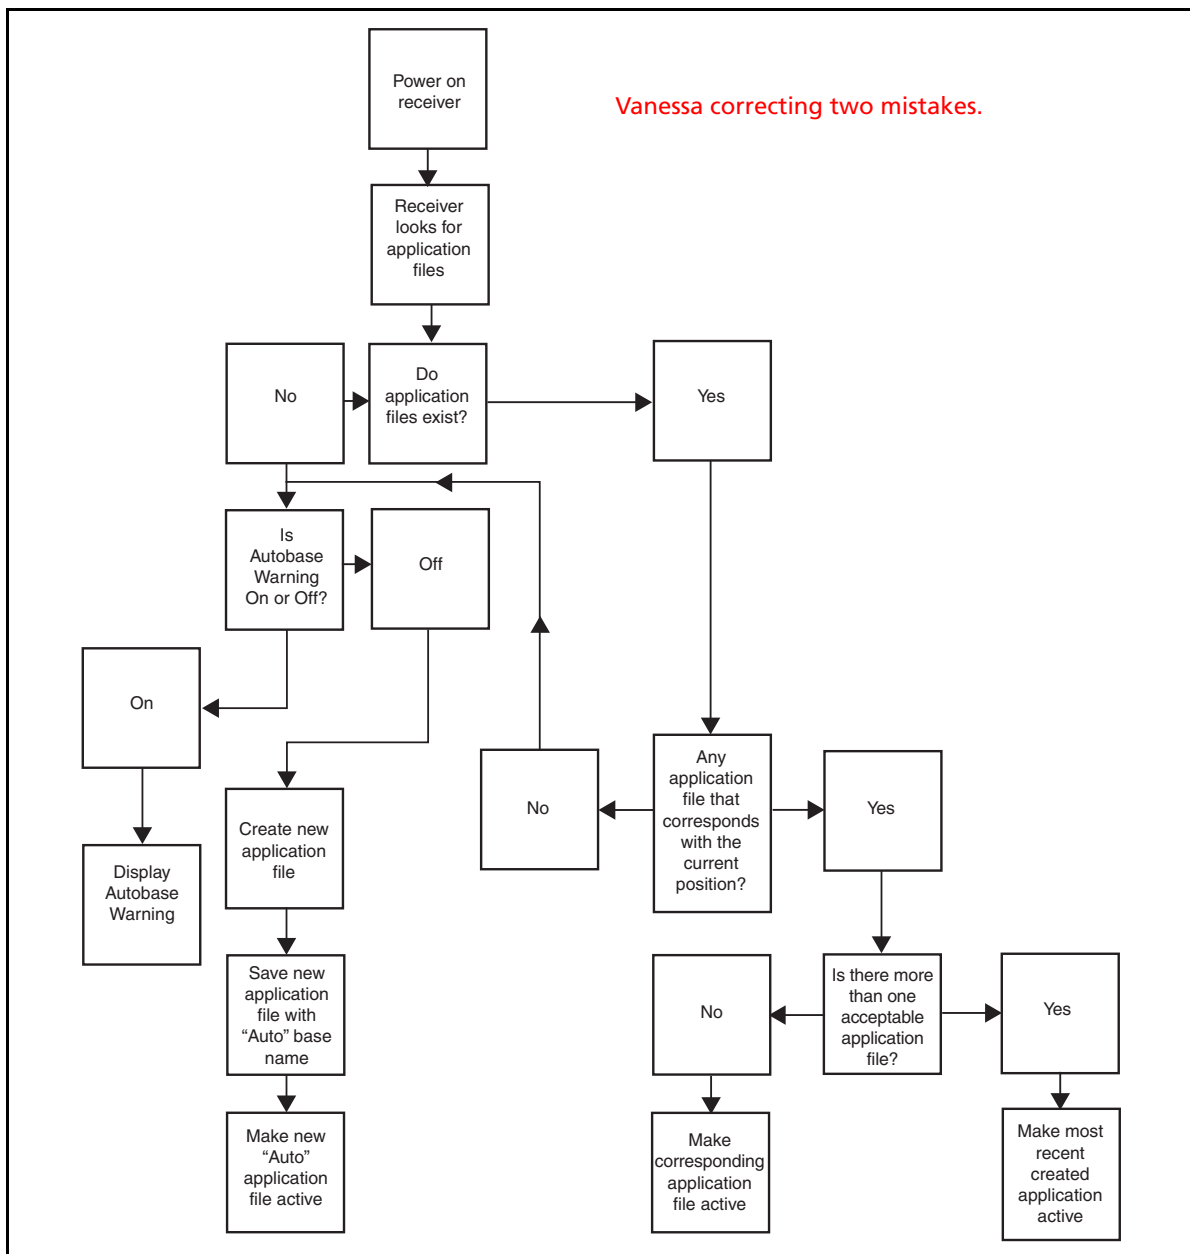 Power on
receiver
Vanessa correcting two mistakes.
Receiver
looks for
application
files
No
Do
application
files exist?
Yes
Is
Autobase
Warning
On or Off?
Off
On
No
Any
application
file that
corresponds
with the
current
position?
Yes
Create new
application
file
Display
Autobase
Warning
Save new
application
file with
“Auto” base
name
No
Is there more
than one
acceptable
application
file?
Yes
Make new
“Auto”
application
file active
Make
corresponding
application
file active
Make most
recent
created
application
active